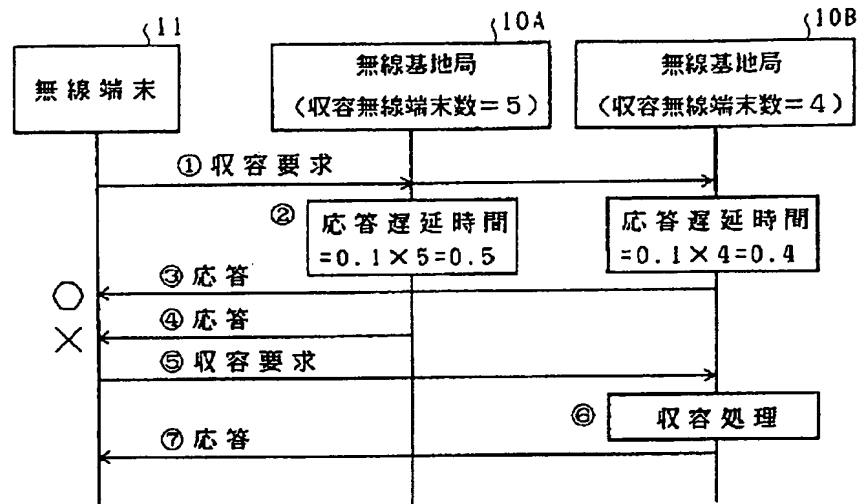 11
10A
10B
無線端末
無線基地局
(収容無線端末数=5)
無線基地局
(収容無線端末数=4)
①収容要求
②
応答遅延時間
=0.1×5=0.5
応答遅延時間
=0.1×4=0.4
③応答
○
④応答
×
⑤収容要求
⑥
収容処理
⑦応答